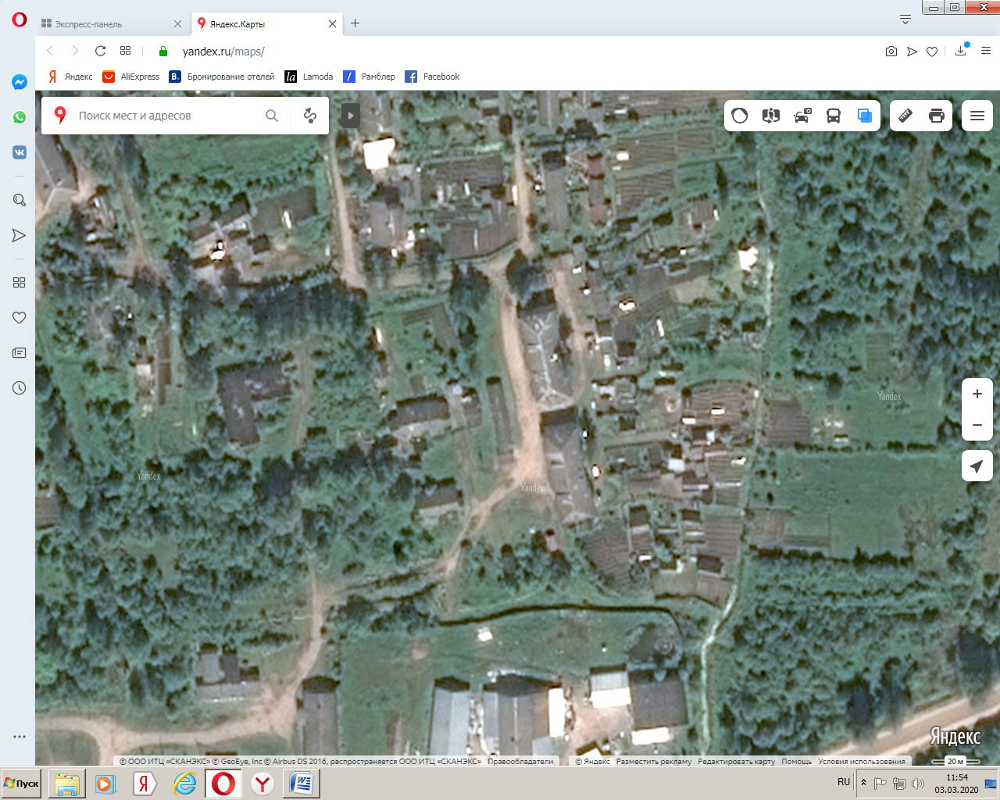 Экспресс-панель
Яндекс.Карты
yandex.ru/maps/
Яндекс
AliExpress
B. Бронирование отелей
la Lamoda
Рамблер
Facebook
Поиск мест и адресов
Yandex
Yandex
Yandex
Яндекс
© ООО ИТЦ «СКАНЭКС» © GeoEye, Inc © Airbus DS 2016, распространяется ООО ИТЦ «СКАНЭКС» Правообладатели
© Яндекс Разместить рекламу Редактировать карту Помощь Условия использования
20 м
Пуск
RU
11:54
03.03.2020